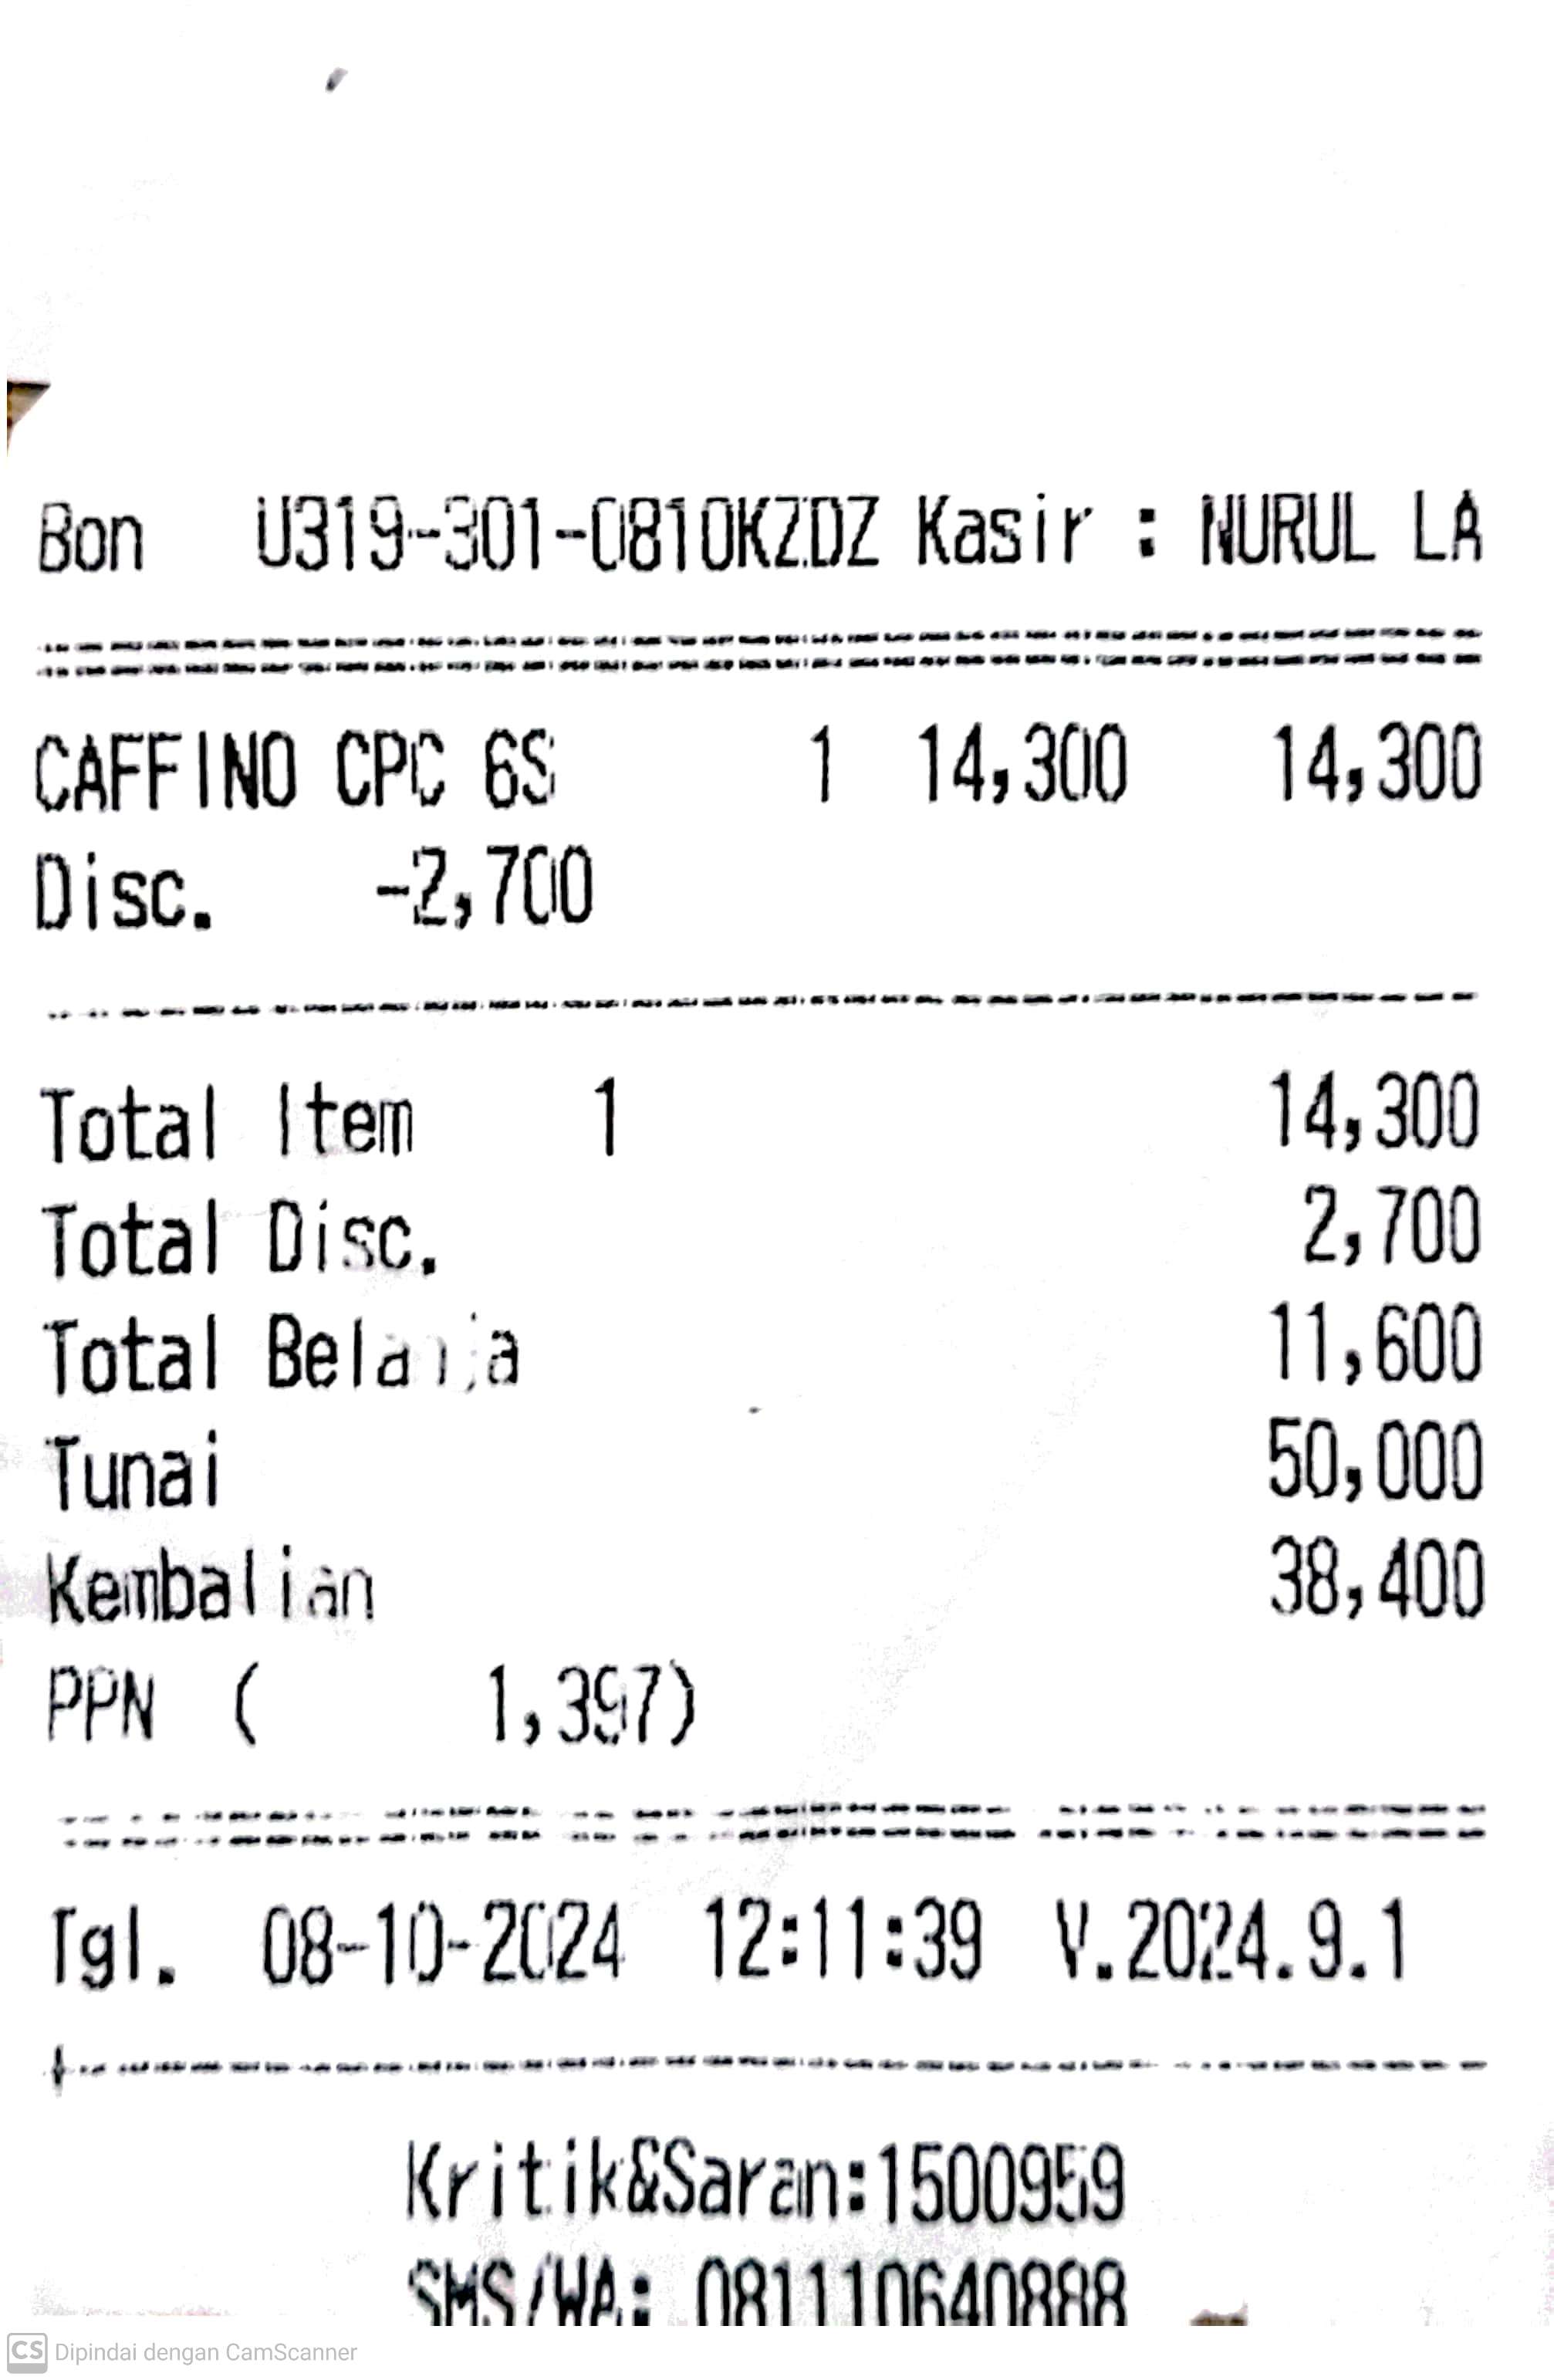 Bon U319-301-0810KZDZ Kasir : NURUL LA
CAFFINO CPC 6S 1 14,300 14,300
Disc. -2,700
Total Item 1 14,300
Total Disc. 2,700
Total Belanja 11,600
Tunai 50,000
Kembalian 38,400
PPN ( 1,397)
Tgl. 08-10-2024 12:11:39 V.2024.9.1
Kritik&Saran:1500959
SMS/WA: 081110640888
CS Dipindai dengan CamScanner